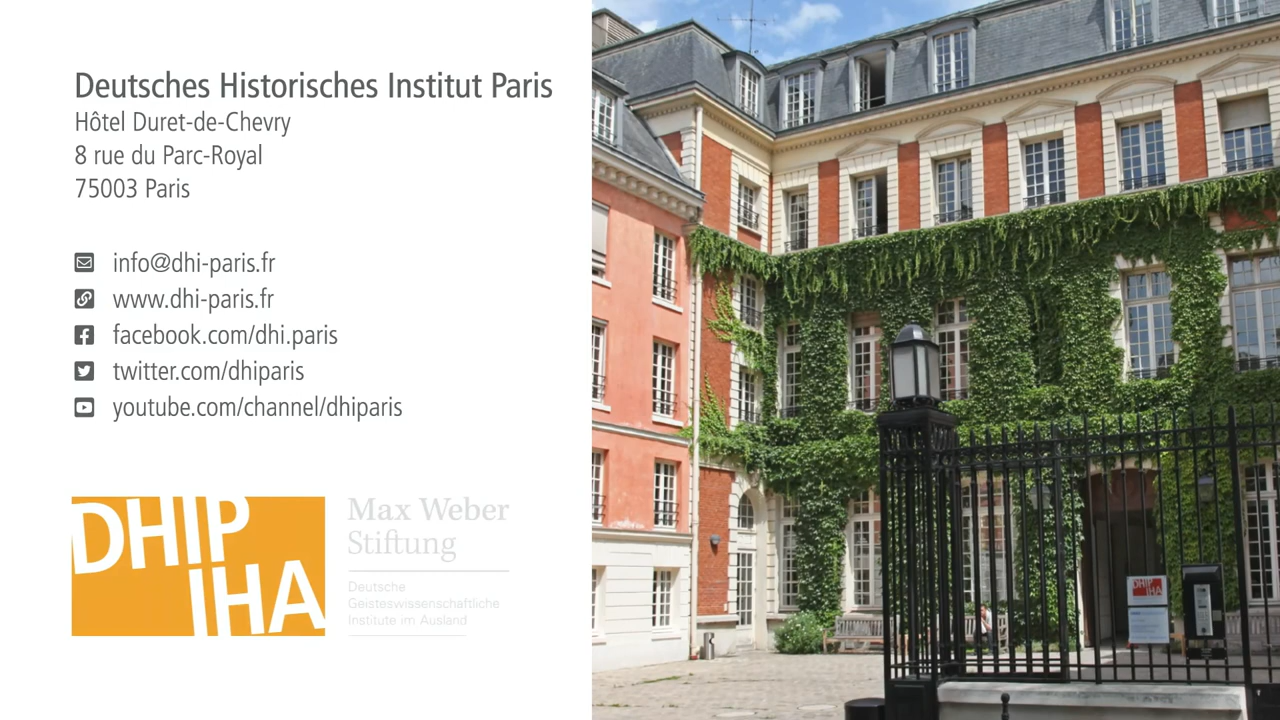 Deutsches Historisches Institut Paris
Hôtel Duret-de-Chevry
8 rue du Parc-Royal
75003 Paris
info@dhi-paris.fr
www.dhi-paris.fr
facebook.com/dhi.paris
twitter.com/dhiparis
youtube.com/channel/dhiparis
DHIP
IHA
Max Weber
Stiftung
Deutsche
Geisteswissenschaftliche
Institute im Ausland
DHIP
IHA